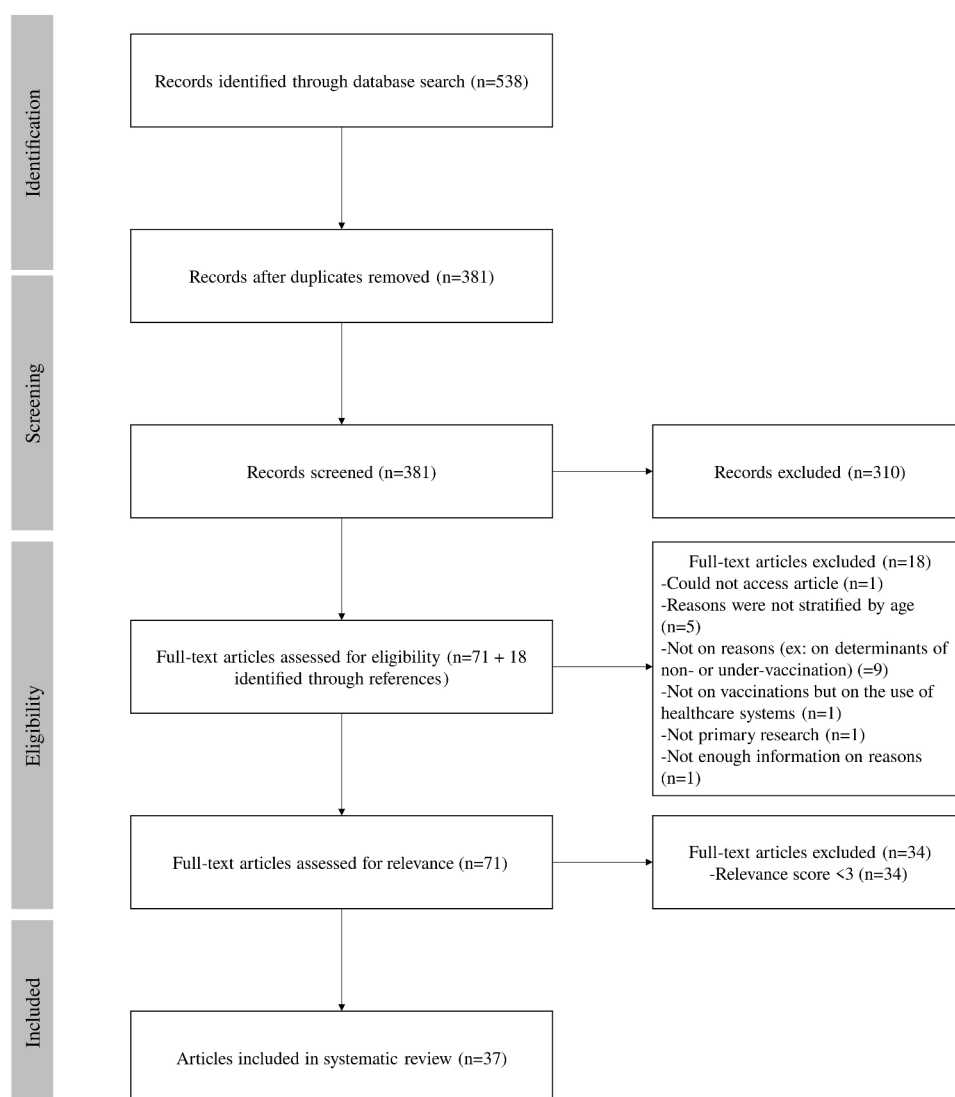 Identification
Records identified through database search (n=538)
Records after duplicates removed (n=381)
Screening
Records screened (n=381)
Records excluded (n=310)
Eligibility
Full-text articles assessed for eligibility (n=71 + 18
identified through references)
Full-text articles excluded (n=18)
-Could not access article (n=1)
-Reasons were not stratified by age
(n=5)
-Not on reasons (ex: on determinants of
non- or under-vaccination) (=9)
-Not on vaccinations but on the use of
healthcare systems (n=1)
-Not primary research (n=1)
-Not enough information on reasons
(n=1)
Full-text articles assessed for relevance (n=71)
Full-text articles excluded (n=34)
-Relevance score <3 (n=34)
Included
Articles included in systematic review (n=37)